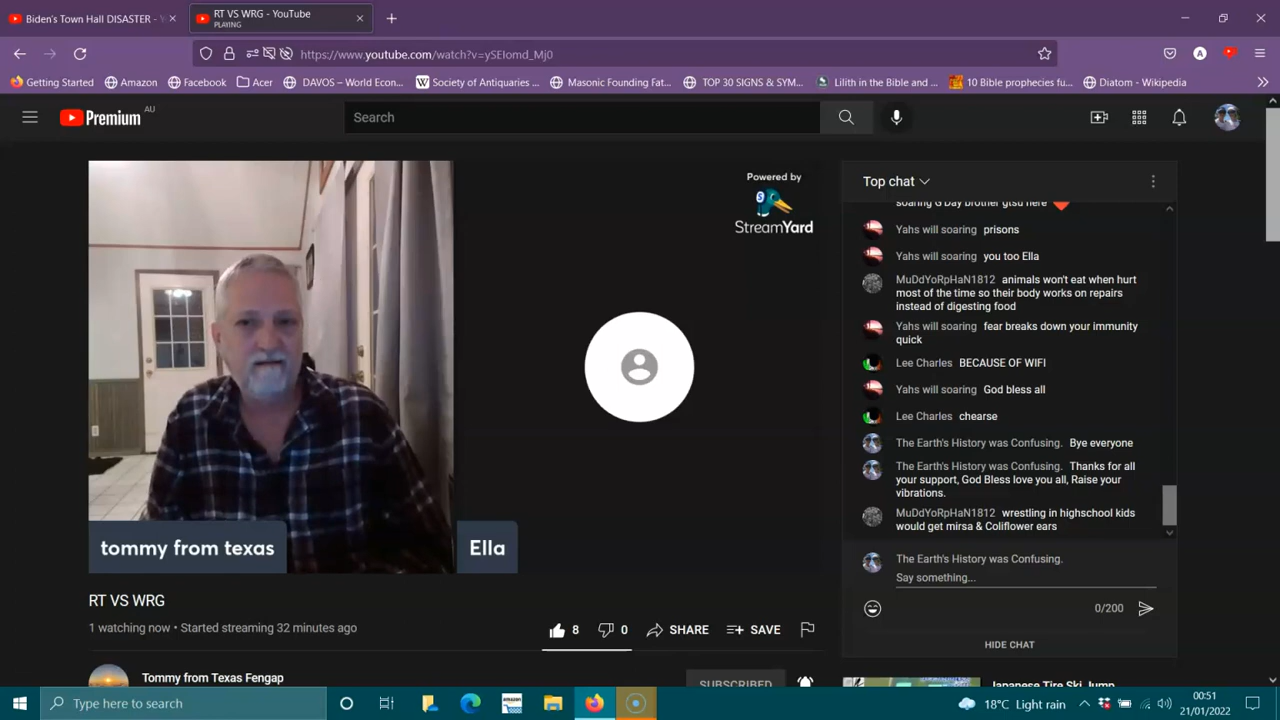 Biden's Town Hall DISASTER - Y
RT VS WRG - YouTube
PLAYING
https://www.youtube.com/watch?v=ySEIomd_Mj0
Getting Started
Amazon
Facebook
Acer
DAVOS – World Econ...
Society of Antiquaries ...
Masonic Founding Fat...
TOP 30 SIGNS & SYM...
Lilith in the Bible and ...
10 Bible prophecies fu...
Diatom - Wikipedia
Premium AU
Search
A
Powered by
StreamYard
tommy from texas
Ella
RT VS WRG
1 watching now • Started streaming 32 minutes ago
8
0
SHARE
SAVE
Tommy from Texas Fengap
SUBSCRIBED
Top chat
soaring G Day brother gtsu here
Yahs will soaring prisons
Yahs will soaring you too Ella
MuDdYoRpHaN1812 animals won't eat when hurt
most of the time so their body works on repairs
instead of digesting food
Yahs will soaring fear breaks down your immunity
quick
Lee Charles BECAUSE OF WIFI
Yahs will soaring God bless all
Lee Charles chearse
The Earth's History was Confusing. Bye everyone
The Earth's History was Confusing. Thanks for all
your support, God Bless love you all, Raise your
vibrations.
MuDdYoRpHaN1812 wrestling in highschool kids
would get mirsa & Coliflower ears
The Earth's History was Confusing.
Say something...
0/200
HIDE CHAT
Japanese Tire Ski Jump
Type here to search
18°C Light rain
00:51
21/01/2022